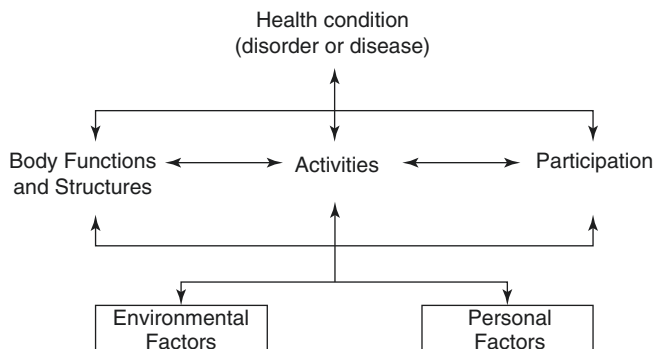 Health condition
(disorder or disease)
Body Functions
and Structures
Activities
Participation
Environmental
Factors
Personal
Factors